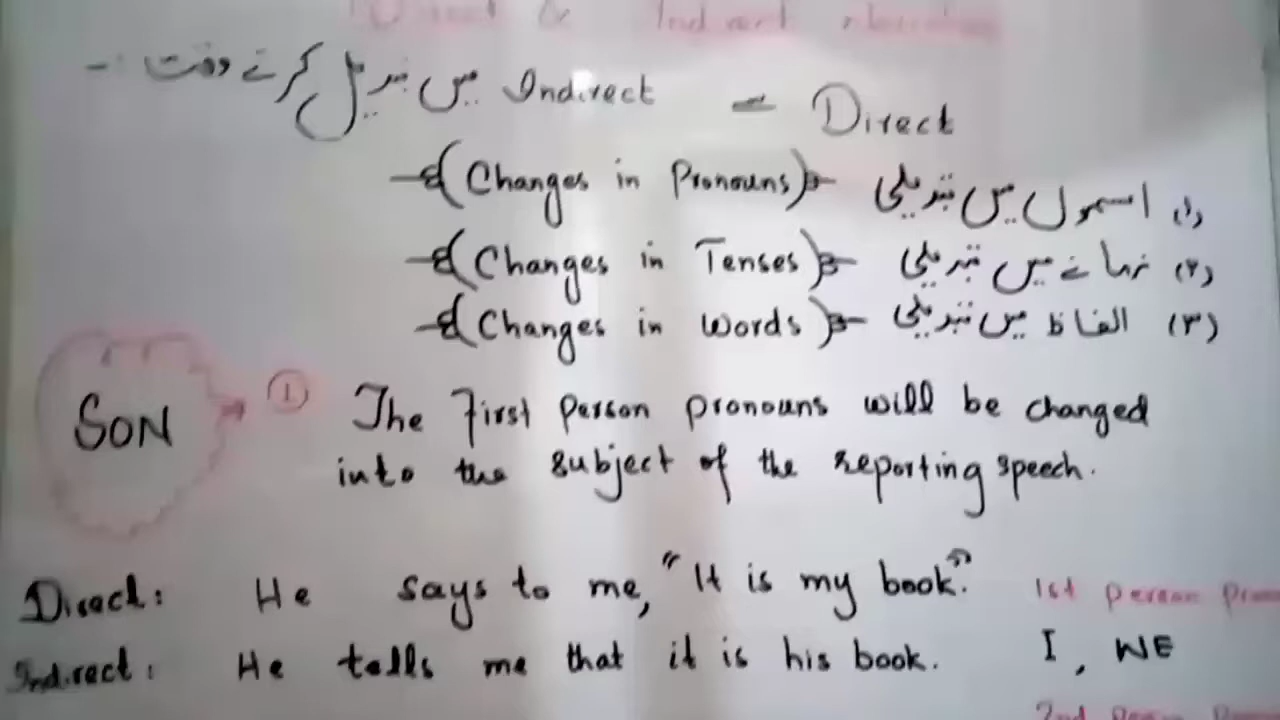 Direct & Indirect
Direct سے Indirect میں تبدیل کرتے وقت :-
(۱) اسموں میں تبدیلی (Changes in Pronouns)
(۲) زمانے میں تبدیلی (Changes in Tenses)
(۳) الفاظ میں تبدیلی (Changes in Words)
SON → ① The First Person pronouns will be changed
into the subject of the reporting speech.
Direct: He says to me, "It is my book."
1st person
Indirect: He tells me that it is his book.
I, WE
2nd